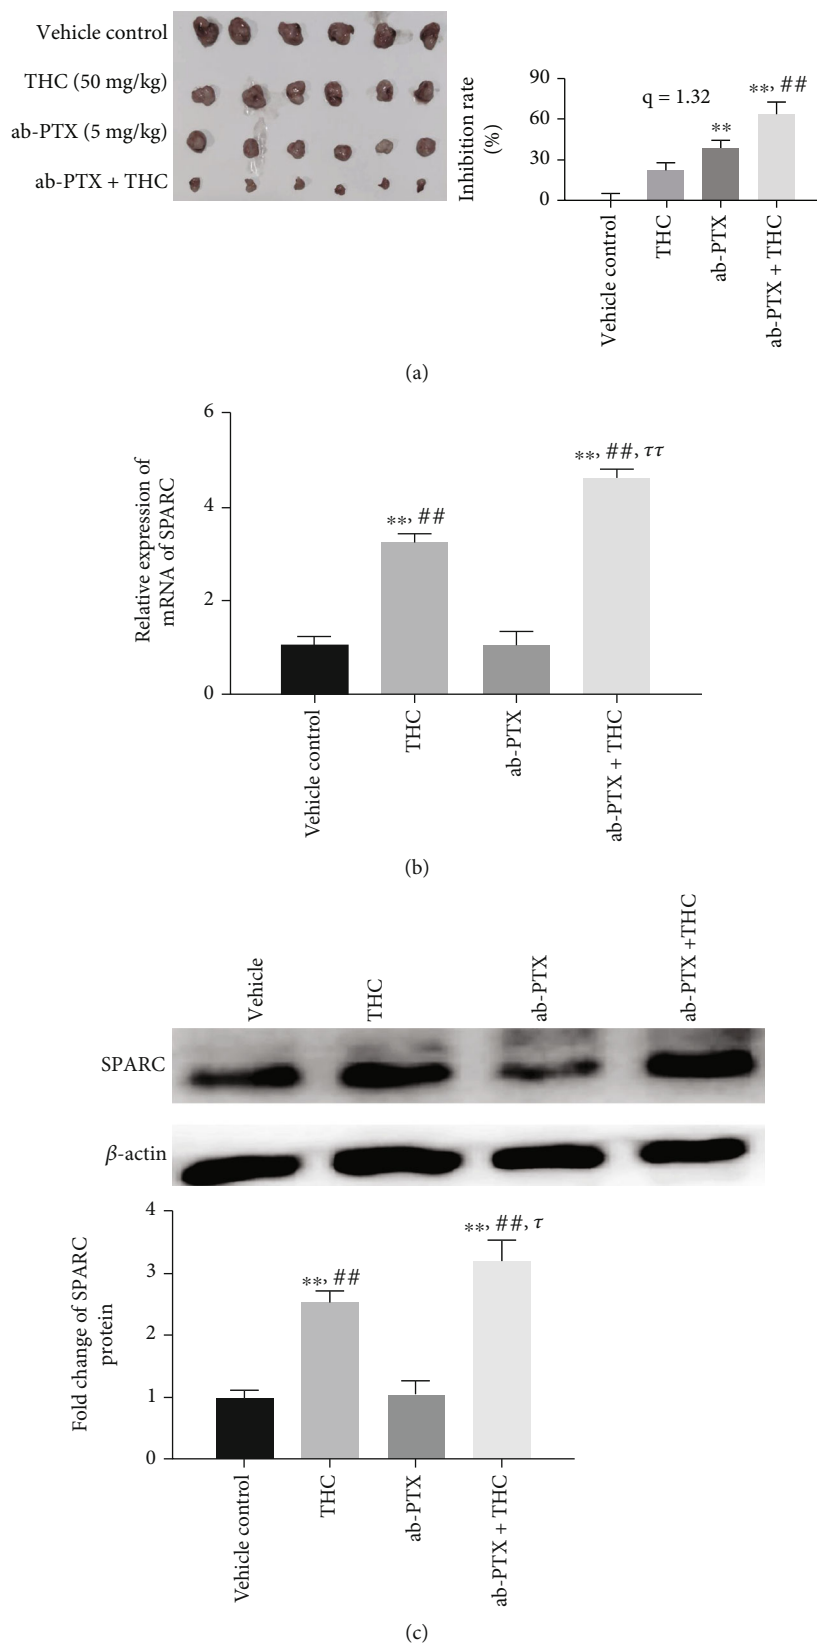 Vehicle control
THC (50 mg/kg)
ab-PTX (5 mg/kg)
ab-PTX + THC
Inhibition rate
(%)
90
60
30
0
q = 1.32
**
**, ##
Vehicle control
THC
ab-PTX
ab-PTX + THC
(a)
Relative expression of
mRNA of SPARC
6
4
2
0
**, ##
**, ##, ττ
Vehicle control
THC
ab-PTX
ab-PTX + THC
(b)
Vehicle
THC
ab-PTX
ab-PTX +THC
SPARC
β-actin
Fold change of SPARC
protein
4
3
2
1
0
**, ##
**, ##, τ
Vehicle control
THC
ab-PTX
ab-PTX + THC
(c)